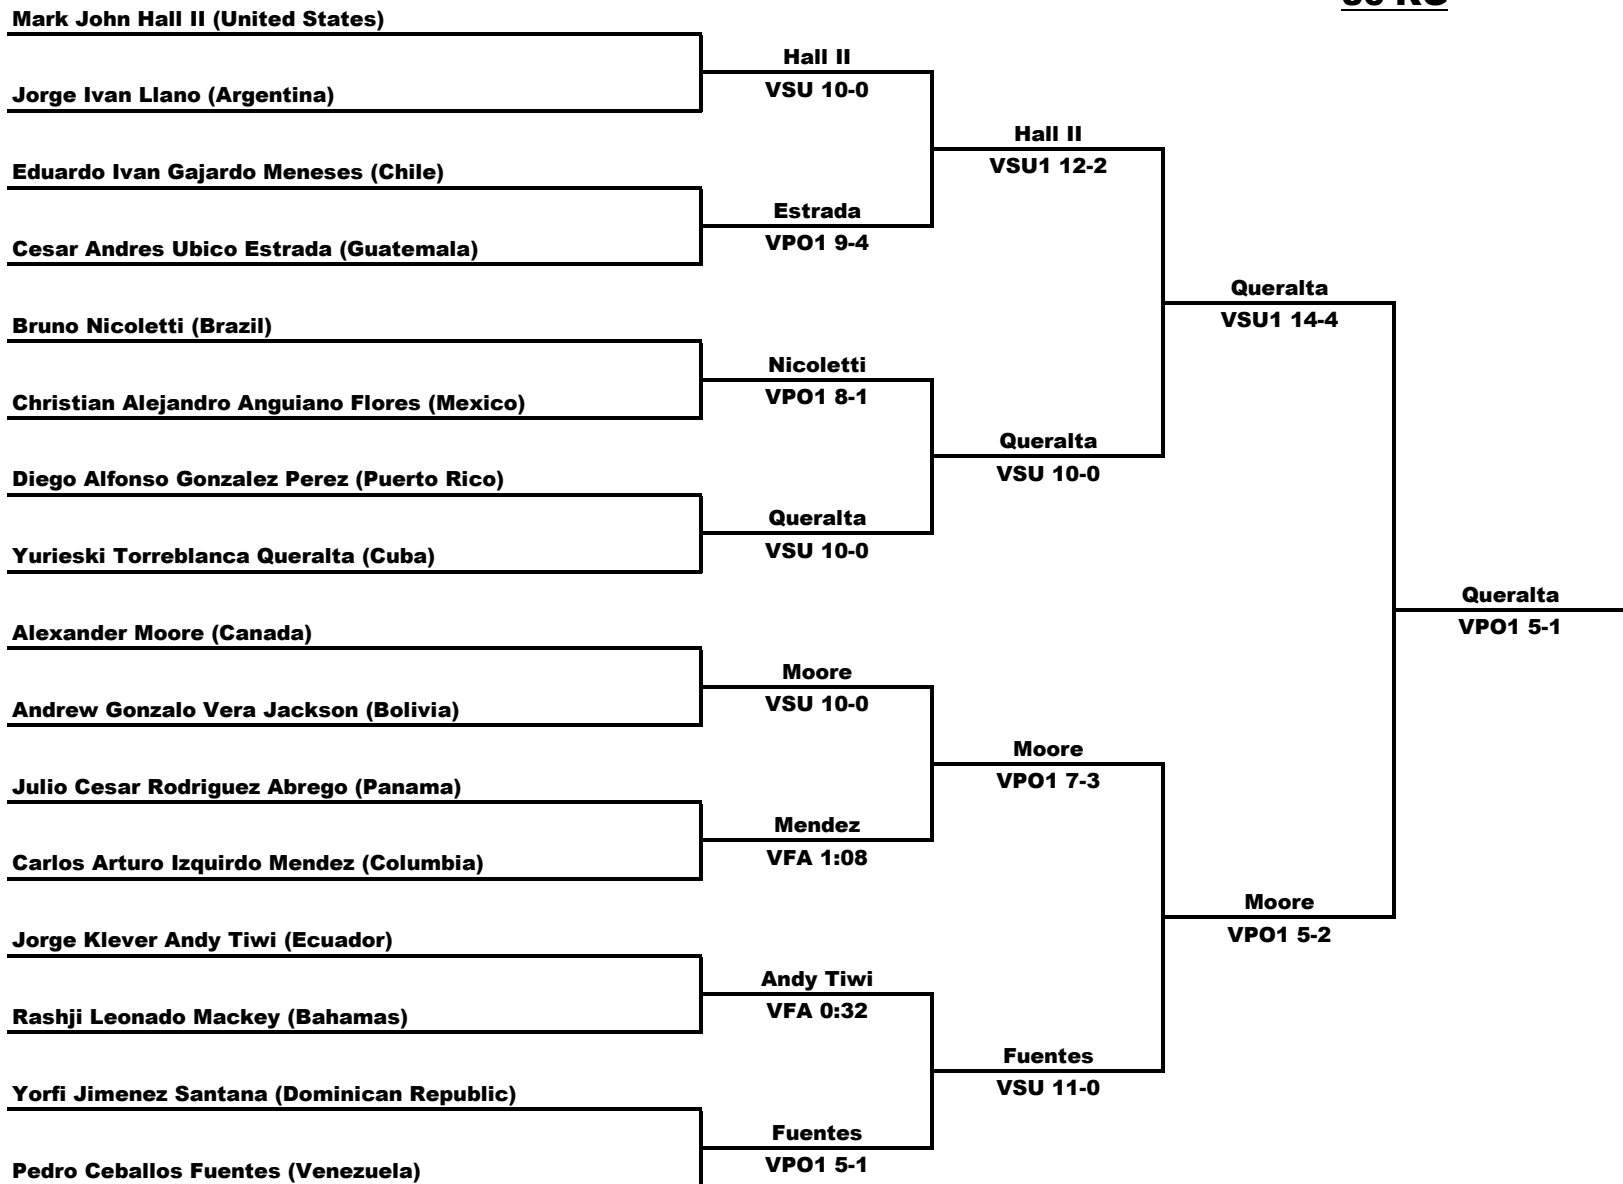 KG
Mark John Hall II (United States)
Hall II
VSU 10-0
Jorge Ivan Llano (Argentina)
Hall II
VSU1 12-2
Eduardo Ivan Gajardo Meneses (Chile)
Estrada
VPO1 9-4
Cesar Andres Ubico Estrada (Guatemala)
Queralta
VSU1 14-4
Bruno Nicoletti (Brazil)
Nicoletti
VPO1 8-1
Christian Alejandro Anguiano Flores (Mexico)
Queralta
VSU 10-0
Diego Alfonso Gonzalez Perez (Puerto Rico)
Queralta
VSU 10-0
Yurieski Torreblanca Queralta (Cuba)
Queralta
VPO1 5-1
Alexander Moore (Canada)
Moore
VSU 10-0
Andrew Gonzalo Vera Jackson (Bolivia)
Moore
VPO1 7-3
Julio Cesar Rodriguez Abrego (Panama)
Mendez
VFA 1:08
Carlos Arturo Izquirdo Mendez (Columbia)
Moore
VPO1 5-2
Jorge Klever Andy Tiwi (Ecuador)
Andy Tiwi
VFA 0:32
Rashji Leonado Mackey (Bahamas)
Fuentes
VSU 11-0
Yorfi Jimenez Santana (Dominican Republic)
Fuentes
VPO1 5-1
Pedro Ceballos Fuentes (Venezuela)